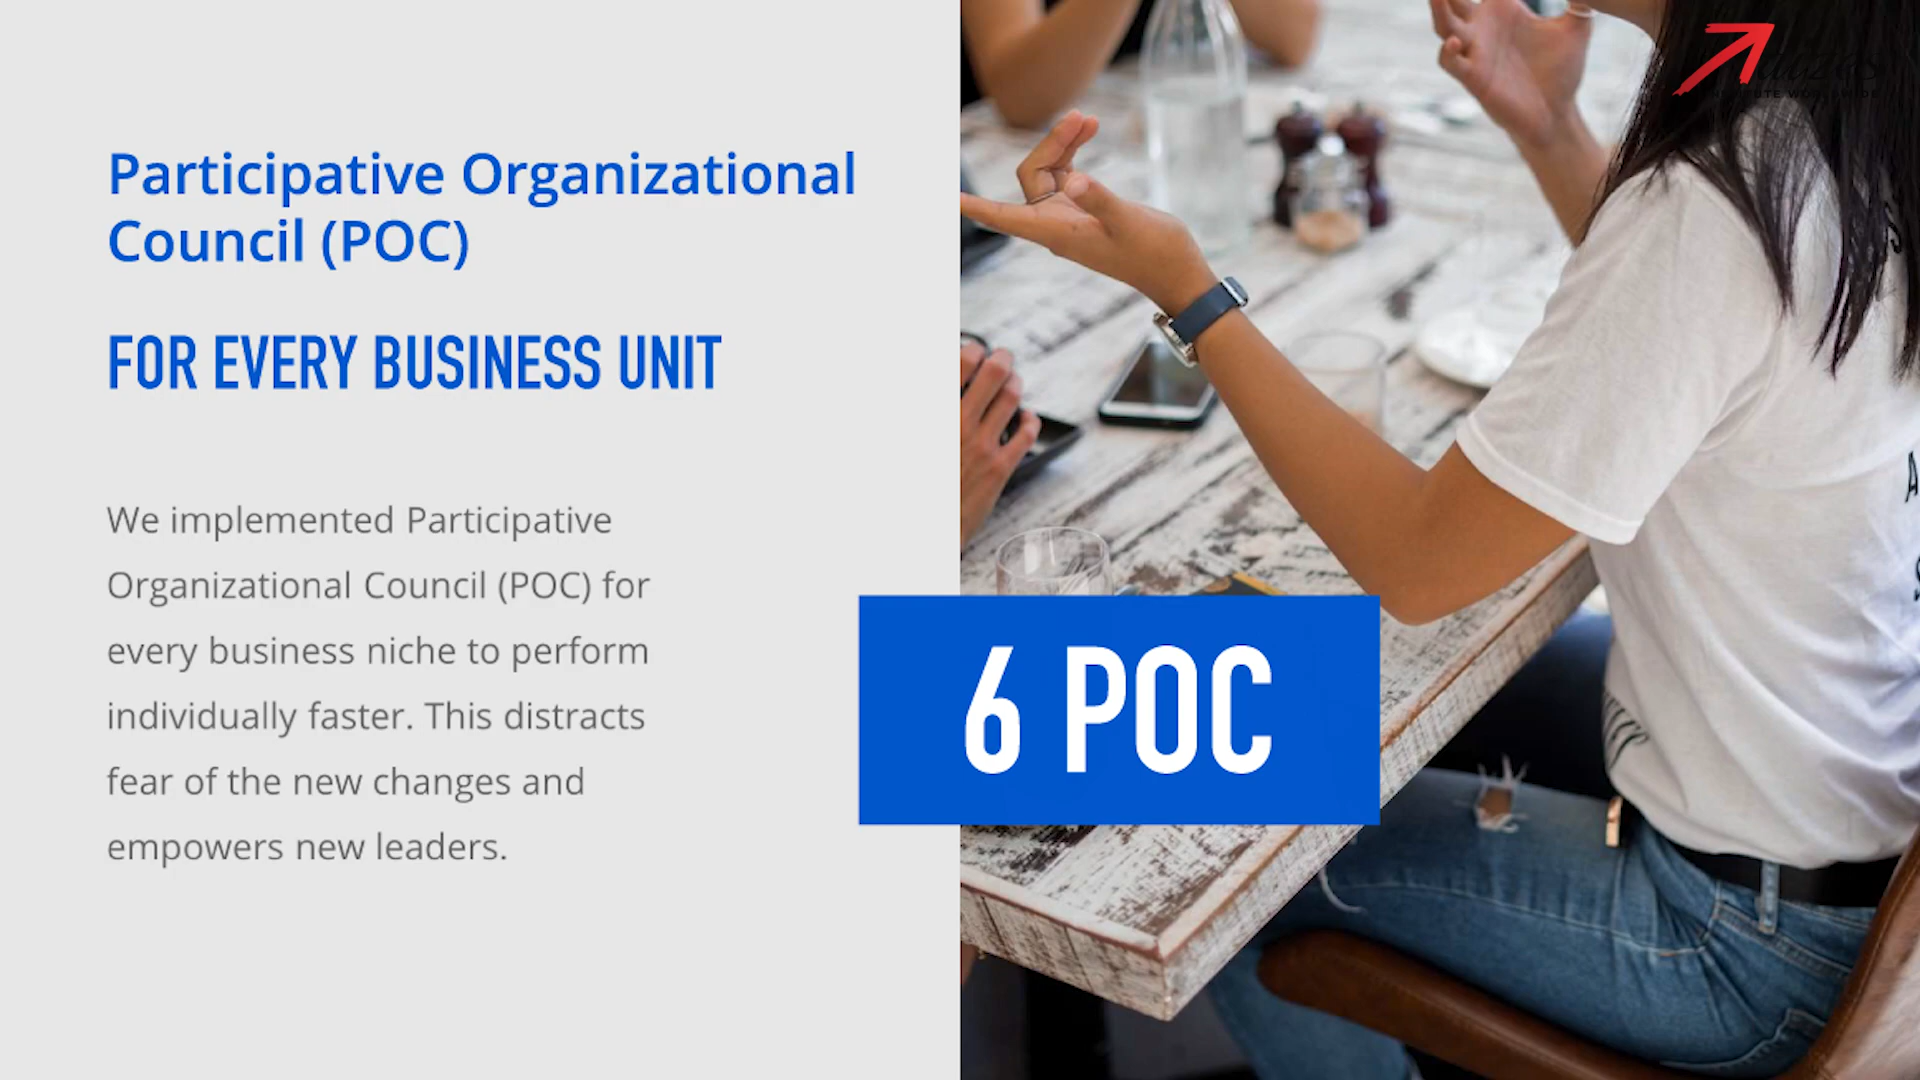 Participative Organizational
Council (POC)
FOR EVERY BUSINESS UNIT
We implemented Participative
Organizational Council (POC) for
every business niche to perform
individually faster. This distracts
fear of the new changes and
empowers new leaders.
6 POC